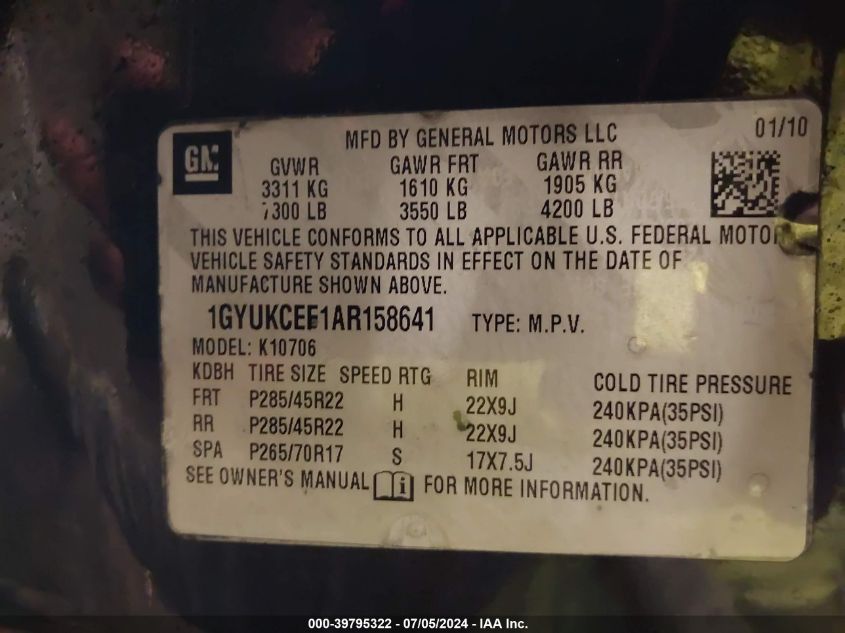 GM
MFD BY GENERAL MOTORS LLC 01/10
GVWR GAWR FRT GAWR RR
3311 KG 1610 KG 1905 KG
7300 LB 3550 LB 4200 LB
THIS VEHICLE CONFORMS TO ALL APPLICABLE U.S. FEDERAL MOTOR
VEHICLE SAFETY STANDARDS IN EFFECT ON THE DATE OF
MANUFACTURE SHOWN ABOVE.
1GYUKCEF1AR158641 TYPE: M.P.V.
MODEL: K10706
KDBH TIRE SIZE SPEED RTG RIM COLD TIRE PRESSURE
FRT P285/45R22 H 22X9J 240KPA(35PSI)
RR P285/45R22 H 22X9J 240KPA(35PSI)
SPA P265/70R17 S 17X7.5J 240KPA(35PSI)
SEE OWNER'S MANUAL i FOR MORE INFORMATION.
000-39795322 / 07/05/2024 - IAA Inc.